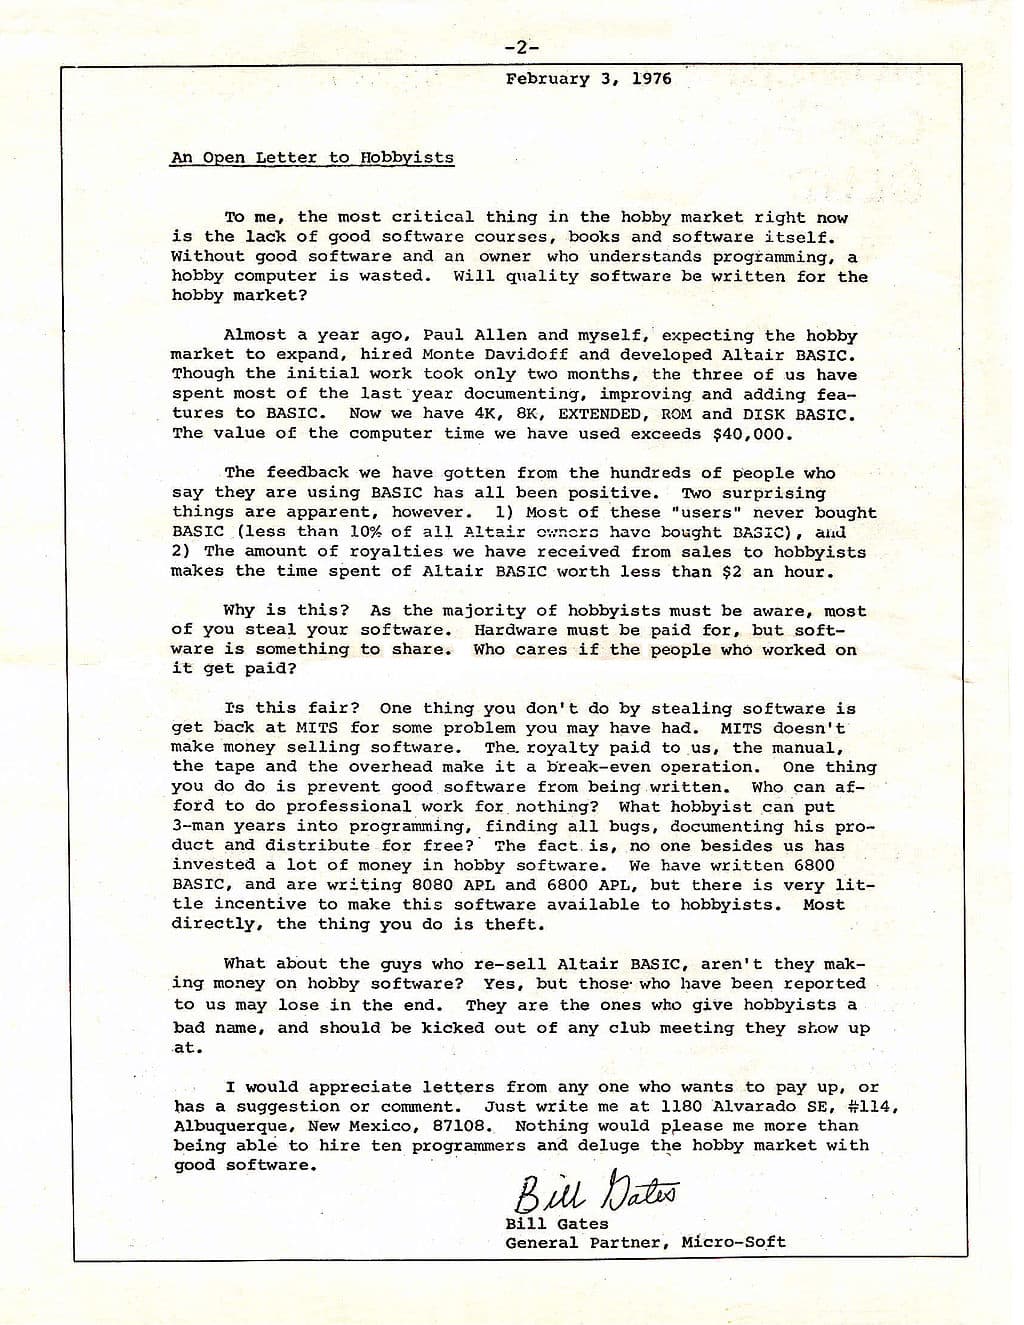 -2-
February 3, 1976
An Open Letter to Hobbyists
To me, the most critical thing in the hobby market right now
is the lack of good software courses, books and software itself.
Without good software and an owner who understands programming, a
hobby computer is wasted. Will quality software be written for the
hobby market?
Almost a year ago, Paul Allen and myself, expecting the hobby
market to expand, hired Monte Davidoff and developed Altair BASIC.
Though the initial work took only two months, the three of us have
spent most of the last year documenting, improving and adding fea-
tures to BASIC. Now we have 4K, 8K, EXTENDED, ROM and DISK BASIC.
The value of the computer time we have used exceeds $40,000.
The feedback we have gotten from the hundreds of people who
say they are using BASIC has all been positive. Two surprising
things are apparent, however. 1) Most of these "users" never bought
BASIC (less than 10% of all Altair owners have bought BASIC), and
2) The amount of royalties we have received from sales to hobbyists
makes the time spent of Altair BASIC worth less than $2 an hour.
Why is this? As the majority of hobbyists must be aware, most
of you steal your software. Hardware must be paid for, but soft-
ware is something to share. Who cares if the people who worked on
it get paid?
Is this fair? One thing you don't do by stealing software is
get back at MITS for some problem you may have had. MITS doesn't
make money selling software. The royalty paid to us, the manual,
the tape and the overhead make it a break-even operation. One thing
you do do is prevent good software from being written. Who can af-
ford to do professional work for nothing? What hobbyist can put
3-man years into programming, finding all bugs, documenting his pro-
duct and distribute for free? The fact is, no one besides us has
invested a lot of money in hobby software. We have written 6800
BASIC, and are writing 8080 APL and 6800 APL, but there is very lit-
tle incentive to make this software available to hobbyists. Most
directly, the thing you do is theft.
What about the guys who re-sell Altair BASIC, aren't they mak-
ing money on hobby software? Yes, but those who have been reported
to us may lose in the end. They are the ones who give hobbyists a
bad name, and should be kicked out of any club meeting they show up
at.
I would appreciate letters from any one who wants to pay up, or
has a suggestion or comment. Just write me at 1180 Alvarado SE, #114,
Albuquerque, New Mexico, 87108. Nothing would please me more than
being able to hire ten programmers and deluge the hobby market with
good software.
Bill Gates
Bill Gates
General Partner, Micro-Soft